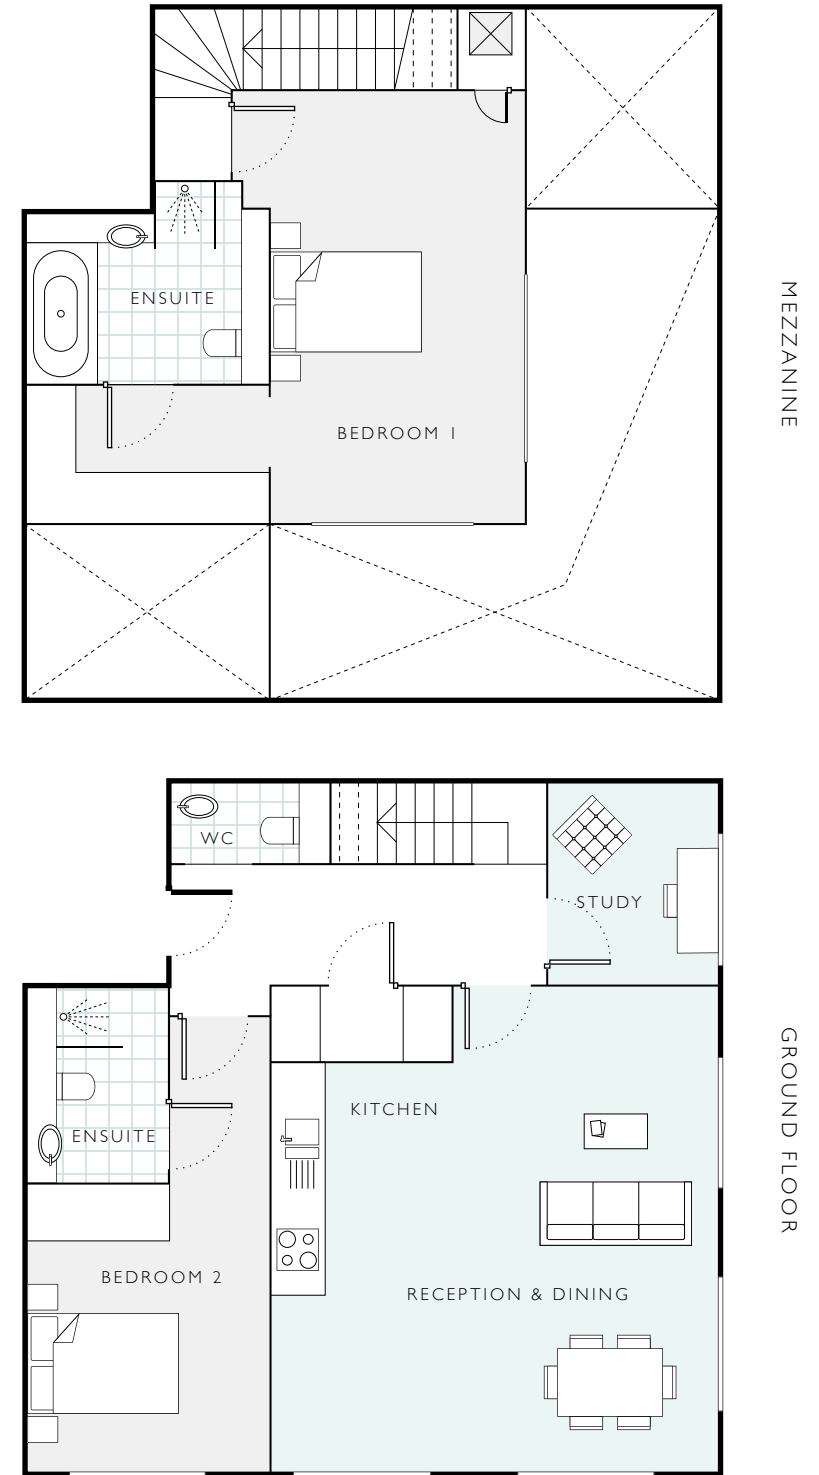 ENSUITE
BEDROOM 1
MEZZANINE
WC
STUDY
KITCHEN
ENSUITE
BEDROOM 2
RECEPTION & DINING
GROUND FLOOR